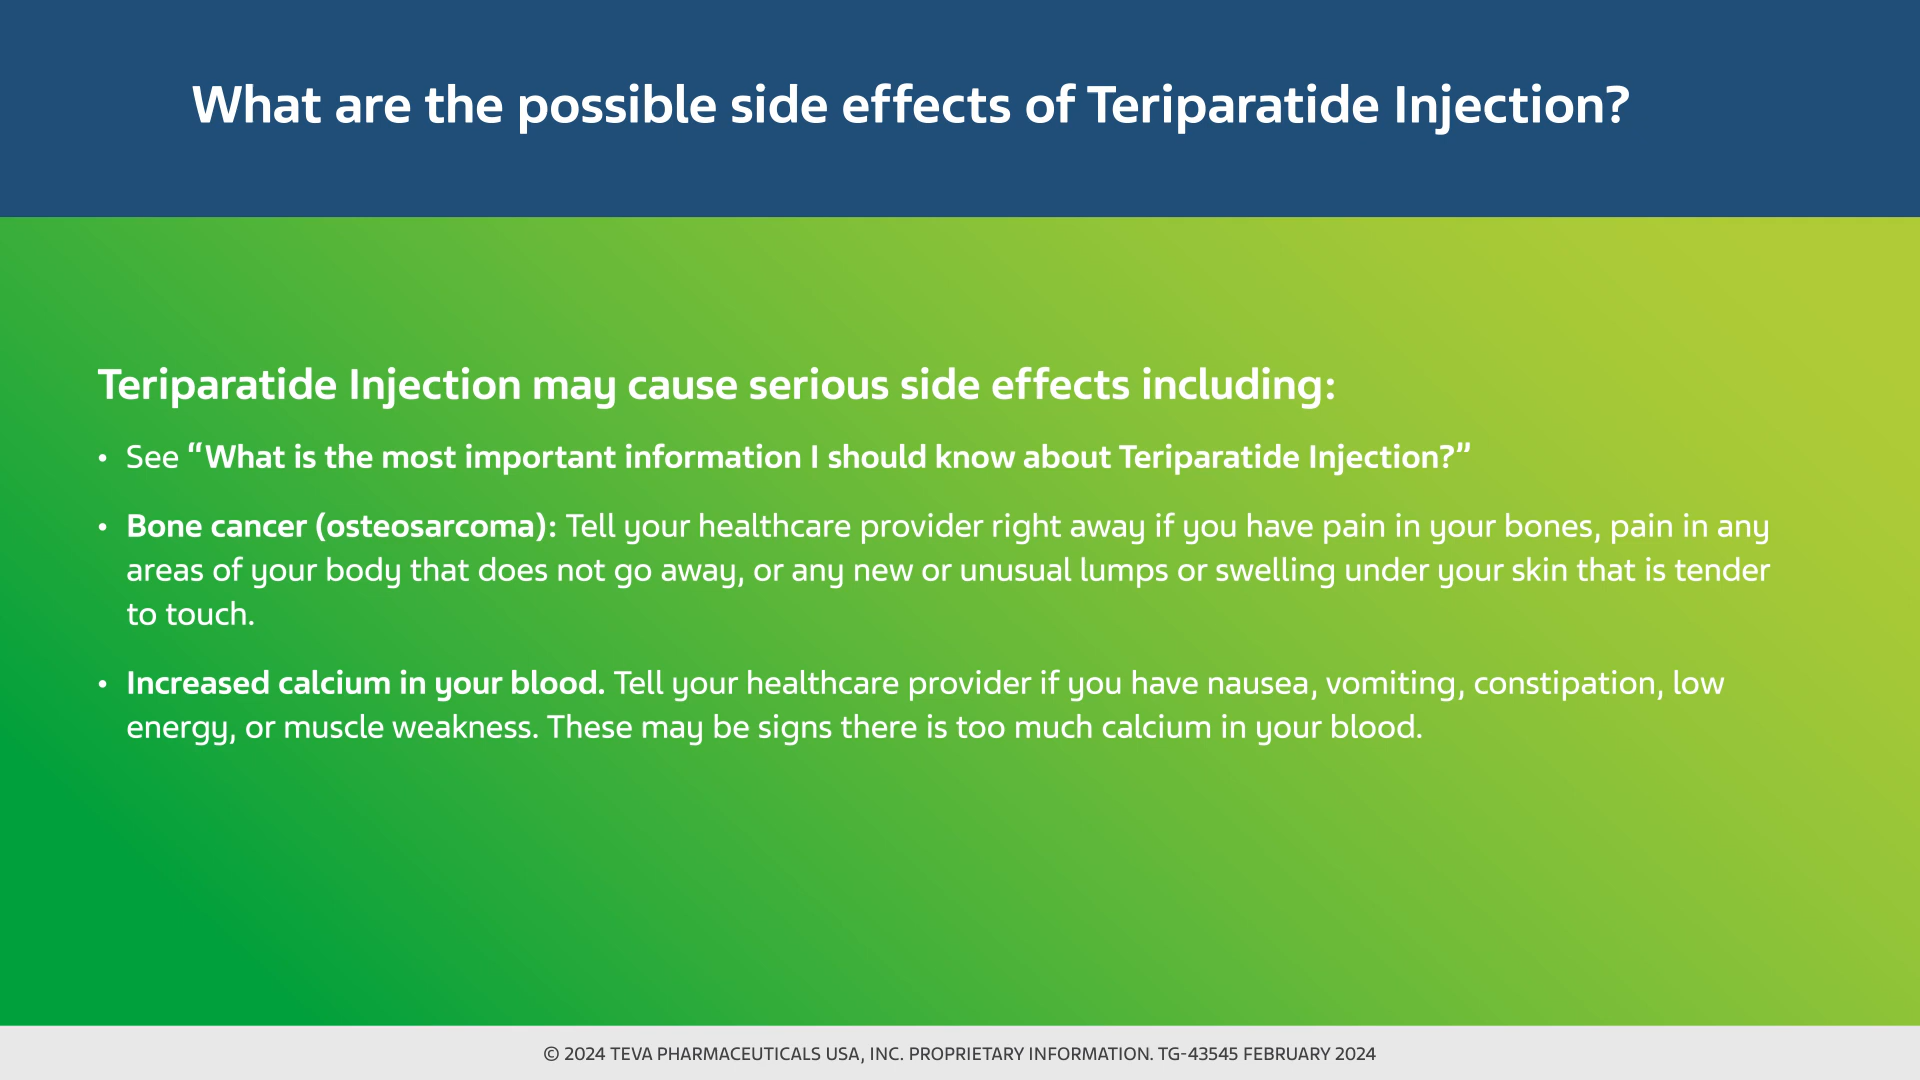 What are the possible side effects of Teriparatide Injection?
Teriparatide Injection may cause serious side effects including:
• See “What is the most important information I should know about Teriparatide Injection?”
• Bone cancer (osteosarcoma): Tell your healthcare provider right away if you have pain in your bones, pain in any
areas of your body that does not go away, or any new or unusual lumps or swelling under your skin that is tender
to touch.
• Increased calcium in your blood. Tell your healthcare provider if you have nausea, vomiting, constipation, low
energy, or muscle weakness. These may be signs there is too much calcium in your blood.
© 2024 TEVA PHARMACEUTICALS USA, INC. PROPRIETARY INFORMATION. TG-43545 FEBRUARY 2024